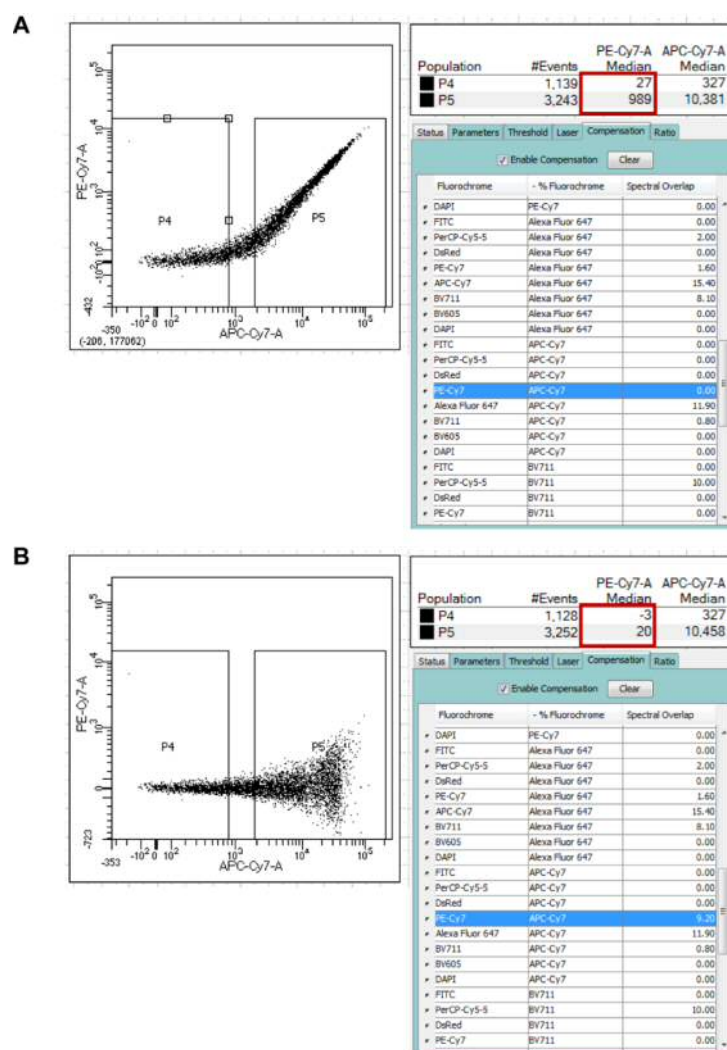 A
PE-Cy7-A APC-Cy7-A
Population #Events Median Median
P4 1,139 27 327
P5 3,243 989 10,381
Status Parameters Threshold Laser Compensation Ratio
Enable Compensation Clear
Fluorochrome - % Fluorochrome Spectral Overlap
DAPI PE-Cy7 0.00
FITC Alexa Fluor 647 0.00
PerCP-Cy5-5 Alexa Fluor 647 2.00
DsRed Alexa Fluor 647 0.00
PE-Cy7 Alexa Fluor 647 1.60
APC-Cy7 Alexa Fluor 647 15.40
BV711 Alexa Fluor 647 8.10
BV605 Alexa Fluor 647 0.00
DAPI Alexa Fluor 647 0.00
FITC APC-Cy7 0.00
PerCP-Cy5-5 APC-Cy7 0.00
DsRed APC-Cy7 0.00
PE-Cy7 APC-Cy7 0.00
Alexa Fluor 647 APC-Cy7 11.90
BV711 APC-Cy7 0.80
BV605 APC-Cy7 0.00
DAPI APC-Cy7 0.00
FITC BV711 0.00
PerCP-Cy5-5 BV711 10.00
DsRed BV711 0.00
PE-Cy7 BV711 0.00
PE-Cy7-A
10^5
10^4
10^3
10^2
-10^2
-432
P4 P5
-350 -10^2 0 10^2 10^3 10^4 10^5
(-206, 177062)
APC-Cy7-A
B
PE-Cy7-A APC-Cy7-A
Population #Events Median Median
P4 1,128 -3 327
P5 3,252 20 10,458
Status Parameters Threshold Laser Compensation Ratio
Enable Compensation Clear
Fluorochrome - % Fluorochrome Spectral Overlap
DAPI PE-Cy7 0.00
FITC Alexa Fluor 647 0.00
PerCP-Cy5-5 Alexa Fluor 647 2.00
DsRed Alexa Fluor 647 0.00
PE-Cy7 Alexa Fluor 647 1.60
APC-Cy7 Alexa Fluor 647 15.40
BV711 Alexa Fluor 647 8.10
BV605 Alexa Fluor 647 0.00
DAPI Alexa Fluor 647 0.00
FITC APC-Cy7 0.00
PerCP-Cy5-5 APC-Cy7 0.00
DsRed APC-Cy7 0.00
PE-Cy7 APC-Cy7 9.20
Alexa Fluor 647 APC-Cy7 11.90
BV711 APC-Cy7 0.80
BV605 APC-Cy7 0.00
DAPI APC-Cy7 0.00
FITC BV711 0.00
PerCP-Cy5-5 BV711 10.00
DsRed BV711 0.00
PE-Cy7 BV711 0.00
PE-Cy7-A
10^5
10^4
10^3
0
-723
P4 P5
-353 -10^2 0 10^2 10^3 10^4 10^5
APC-Cy7-A